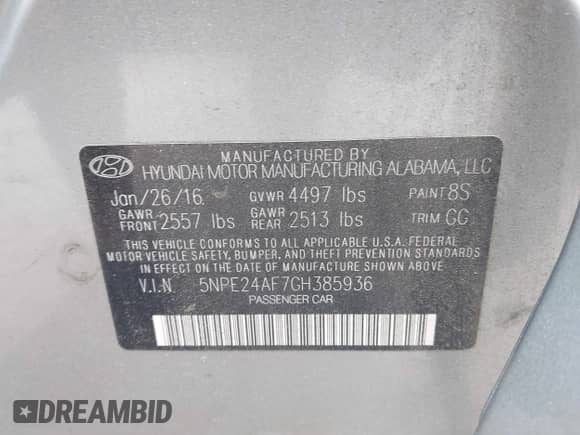 MANUFACTURED BY
HYUNDAI MOTOR MANUFACTURING ALABAMA, LLC
Jan/26/16 GVWR 4497 lbs PAINT 8S
GAWR FRONT 2557 lbs GAWR REAR 2513 lbs TRIM GG
THIS VEHICLE CONFORMS TO ALL APPLICABLE U.S.A. FEDERAL
MOTOR VEHICLE SAFETY, BUMPER, AND THEFT PREVENTION STANDARDS
IN EFFECT ON THE DATE OF MANUFACTURE SHOWN ABOVE.
V.I.N 5NPE24AF7GH385936
PASSENGER CAR
DREAMBID